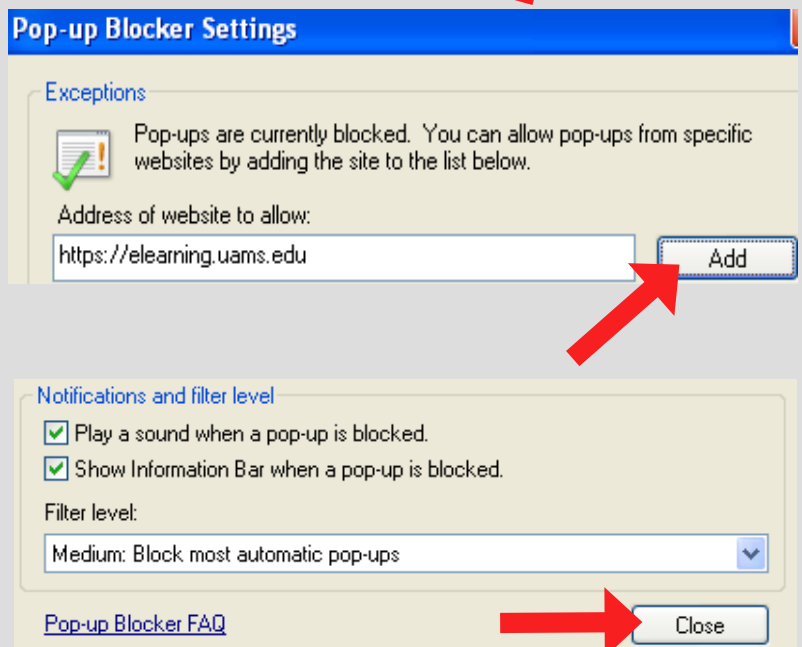 Pop-up Blocker Settings
Exceptions
Pop-ups are currently blocked. You can allow pop-ups from specific
websites by adding the site to the list below.
Address of website to allow:
https://elearning.uams.edu
Add
Notifications and filter level
Play a sound when a pop-up is blocked.
Show Information Bar when a pop-up is blocked.
Filter level:
Medium: Block most automatic pop-ups
Pop-up Blocker FAQ
Close